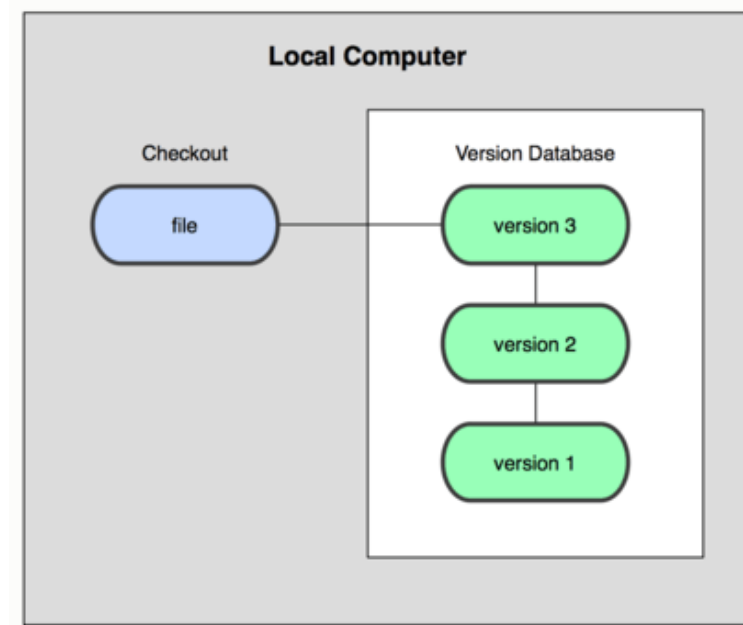 Local Computer
Checkout
Version Database
file
version 3
version 2
version 1